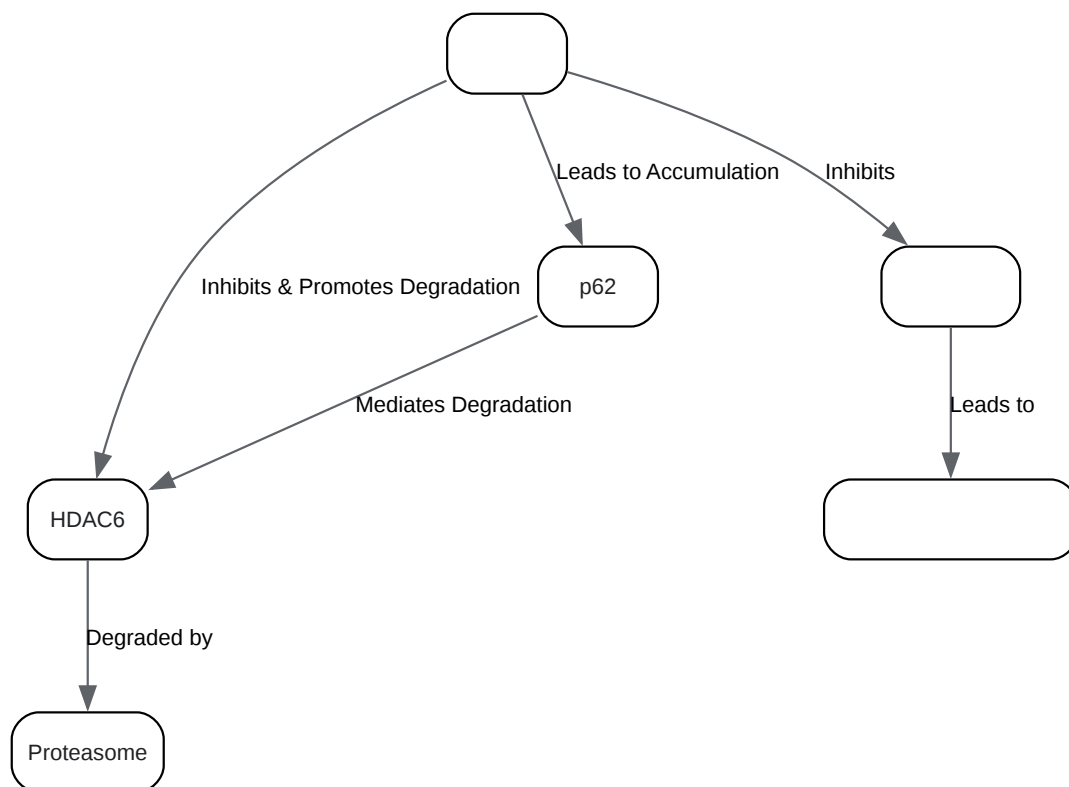 Leads to Accumulation
Inhibits
Inhibits & Promotes Degradation
p62
Mediates Degradation
Leads to
HDAC6
Degraded by
Proteasome